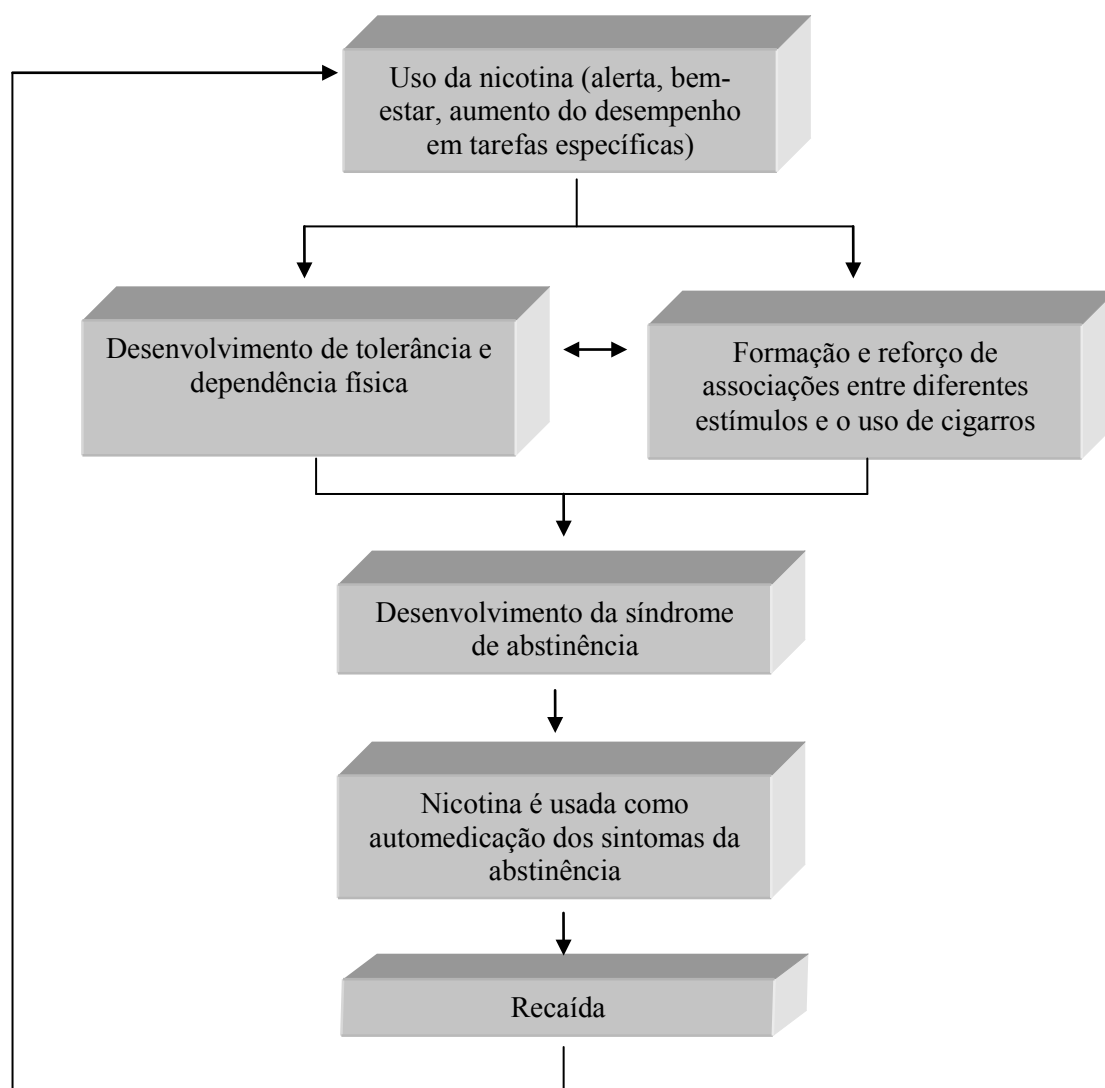 Uso da nicotina (alerta, bem-
estar, aumento do desempenho
em tarefas específicas)
Desenvolvimento de tolerância e
dependência física
Formação e reforço de
associações entre diferentes
estímulos e o uso de cigarros
Desenvolvimento da síndrome
de abstinência
Nicotina é usada como
automedicação dos sintomas da
abstinência
Recaída